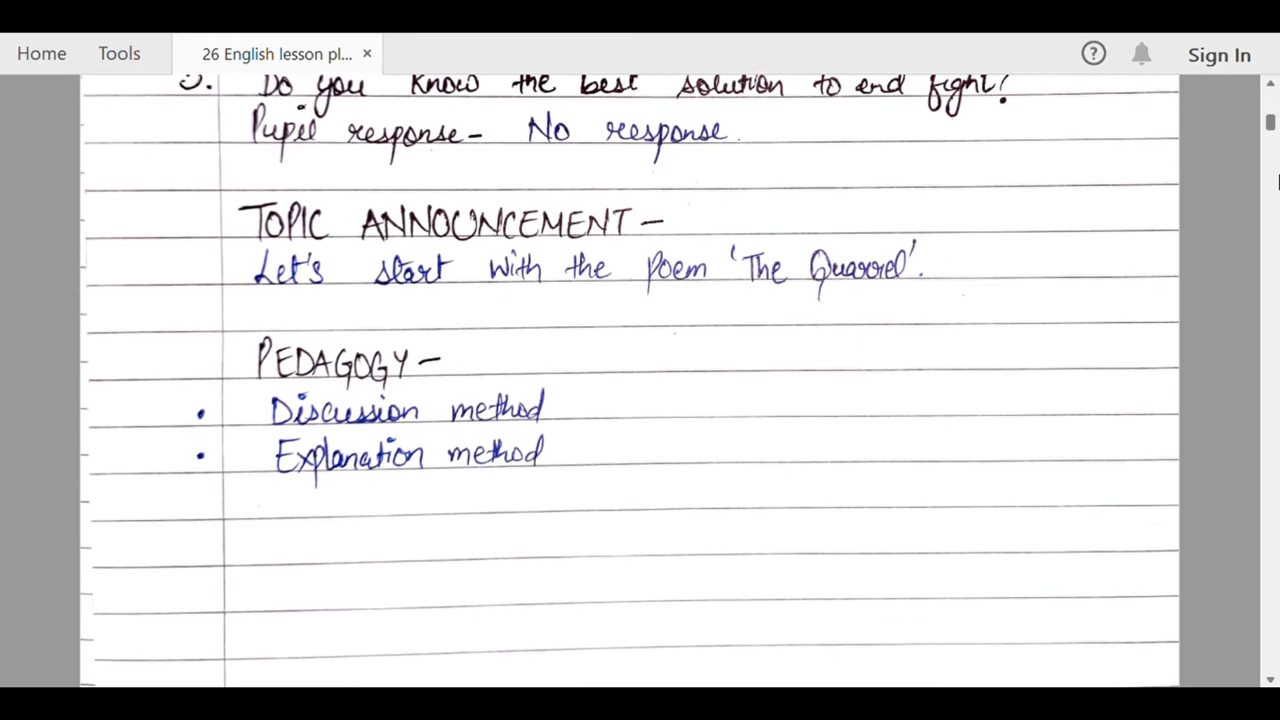 Home Tools 26 English lesson pl... × ? Sign In
Do you know the best solution to end fight?
Pupil response- No response.
TOPIC ANNOUNCEMENT -
Let's start with the poem 'The Quarrel'.
PEDAGOGY -
• Discussion method
• Explanation method